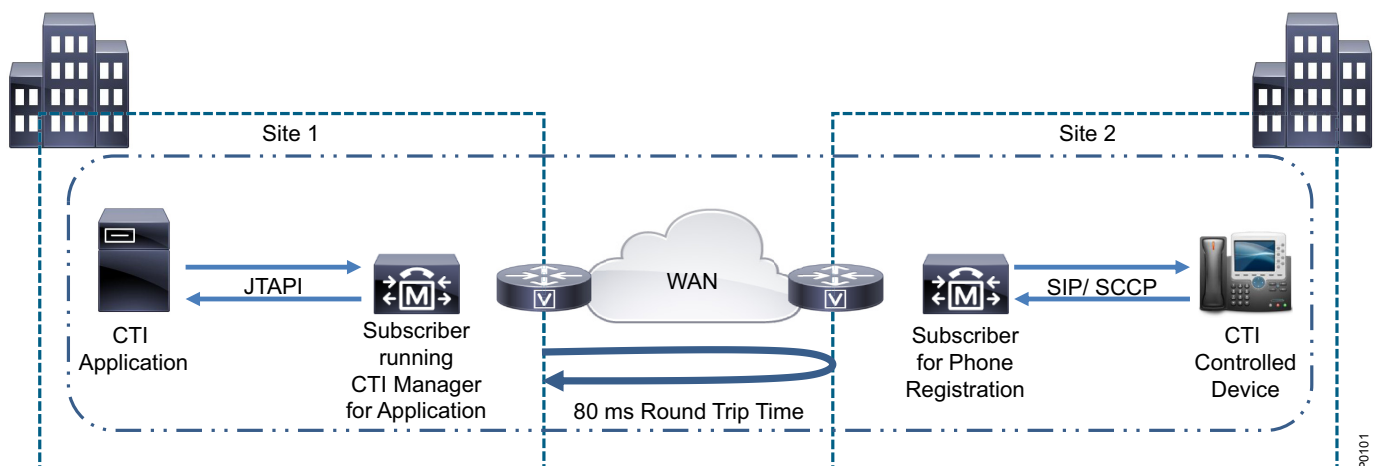 Site 1
Site 2
WAN
JTAPI
SIP/ SCCP
M
V
V
M
CTI
Application
Subscriber
running
CTI Manager
for Application
80 ms Round Trip Time
Subscriber
for Phone
Registration
CTI
Controlled
Device